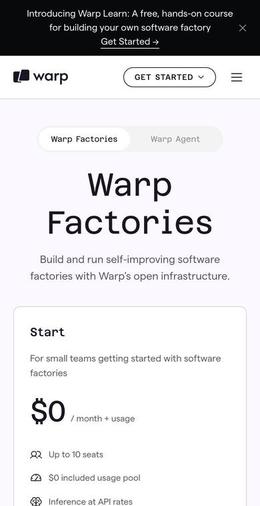 Introducing Warp Learn: A free, hands-on course
for building your own software factory
Get Started →
warp
GET STARTED
Warp Factories
Warp Agent
Warp
Factories
Build and run self-improving software
factories with Warp's open infrastructure.
Start
For small teams getting started with software
factories
$0 / month + usage
Up to 10 seats
$0 included usage pool
Inference at API rates